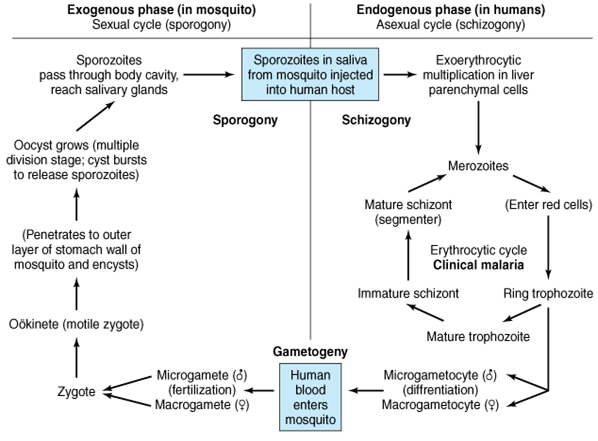 Exogenous phase (in mosquito)
Sexual cycle (sporogony)
Endogenous phase (in humans)
Asexual cycle (schizogony)
Sporozoites
pass through body cavity,
reach salivary glands
Sporozoites in saliva
from mosquito injected
into human host
Exoerythrocytic
multiplication in liver
parenchymal cells
Sporogony
Schizogony
Oocyst grows (multiple
division stage; cyst bursts
to release sporozoites)
Merozoites
Mature schizont
(segmenter)
(Enter red cells)
(Penetrates to outer
layer of stomach wall of
mosquito and encysts)
Erythrocytic cycle
Clinical malaria
Immature schizont
Ring trophozoite
Oökinete (motile zygote)
Mature trophozoite
Gametogeny
Zygote
Microgamete (♂)
(fertilization)
Macrogamete (♀)
Human
blood
enters
mosquito
Microgametocyte (♂)
(diffrentiation)
Macrogametocyte (♀)